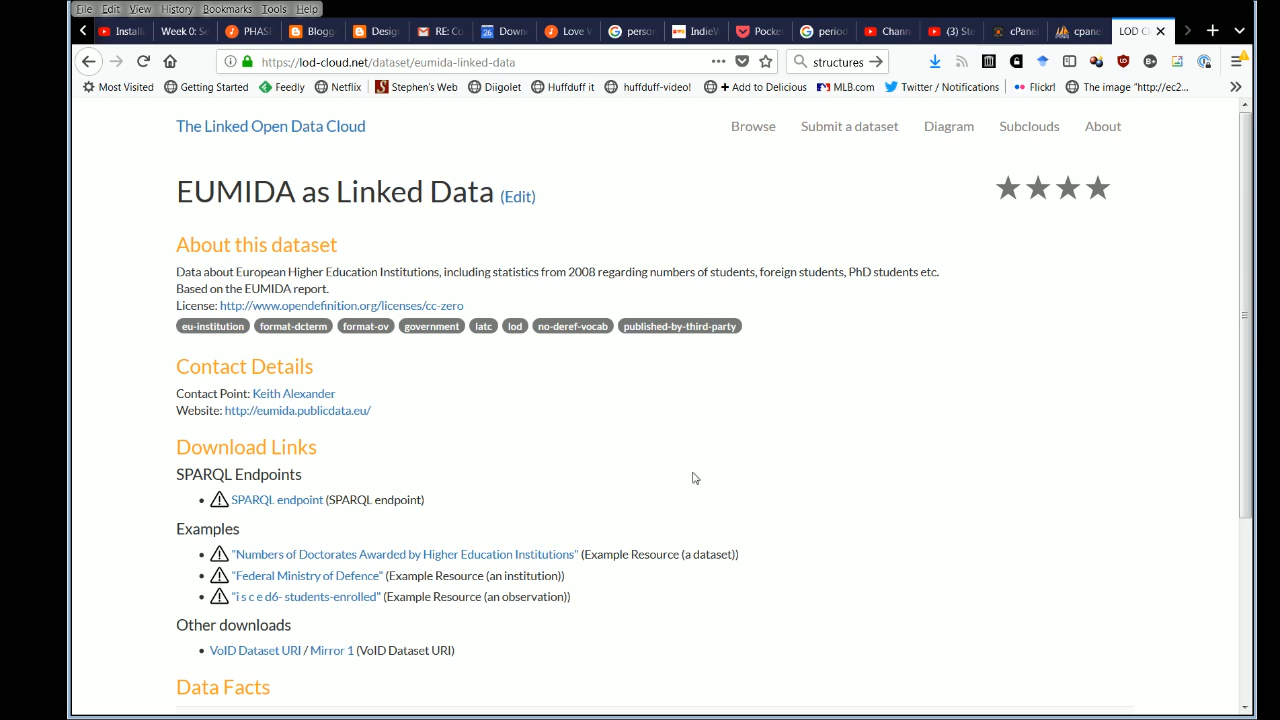 File Edit View History Bookmarks Tools Help
Install Week 0: Se PHASE Blogg Design RE: Co 26 Down Love V perso IndieW Pocke period Chann (3) Ste cPane cpane LOD C
https://lod-cloud.net/dataset/eumida-linked-data structures
Most Visited Getting Started Feedly Netflix Stephen's Web Diigolet Huffduff it huffduff-video! + Add to Delicious MLB.com Twitter / Notifications Flickr! The image "http://ec2...
The Linked Open Data Cloud Browse Submit a dataset Diagram Subclouds About
EUMIDA as Linked Data (Edit)
About this dataset
Data about European Higher Education Institutions, including statistics from 2008 regarding numbers of students, foreign students, PhD students etc.
Based on the EUMIDA report.
License: http://www.opendefinition.org/licenses/cc-zero
eu-institution format-dcterm format-ov government latc lod no-deref-vocab published-by-third-party
Contact Details
Contact Point: Keith Alexander
Website: http://eumida.publicdata.eu/
Download Links
SPARQL Endpoints
• SPARQL endpoint (SPARQL endpoint)
Examples
• "Numbers of Doctorates Awarded by Higher Education Institutions" (Example Resource (a dataset))
• "Federal Ministry of Defence" (Example Resource (an institution))
• "i s c e d6- students-enrolled" (Example Resource (an observation))
Other downloads
• VoID Dataset URI / Mirror 1 (VoID Dataset URI)
Data Facts